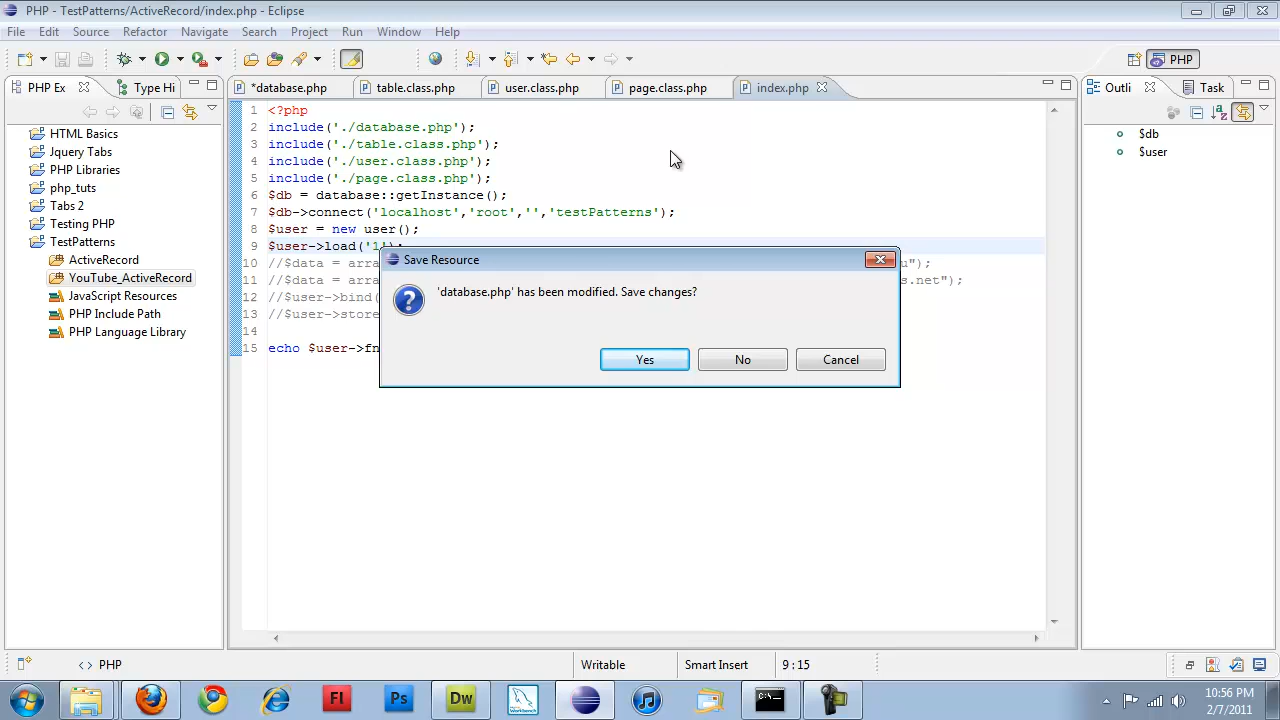 PHP - TestPatterns/ActiveRecord/index.php - Eclipse
File Edit Source Refactor Navigate Search Project Run Window Help
PHP
PHP Ex Type Hi
*database.php table.class.php user.class.php page.class.php index.php
Outli Task
HTML Basics
Jquery Tabs
PHP Libraries
php_tuts
Tabs 2
Testing PHP
TestPatterns
ActiveRecord
YouTube_ActiveRecord
JavaScript Resources
PHP Include Path
PHP Language Library
1 <?php
2 include('./database.php');
3 include('./table.class.php');
4 include('./user.class.php');
5 include('./page.class.php');
6 $db = database::getInstance();
7 $db->connect('localhost','root','','testPatterns');
8 $user = new user();
9 $user->load('1');
10 //$data = arra u");
11 //$data = arra s.net");
12 //$user->bind(
13 //$user->store
14
15 echo $user->fn
Save Resource
'database.php' has been modified. Save changes?
Yes No Cancel
$db
$user
<> PHP Writable Smart Insert 9:15
Fl Ps Dw Workbench
10:56 PM
2/7/2011